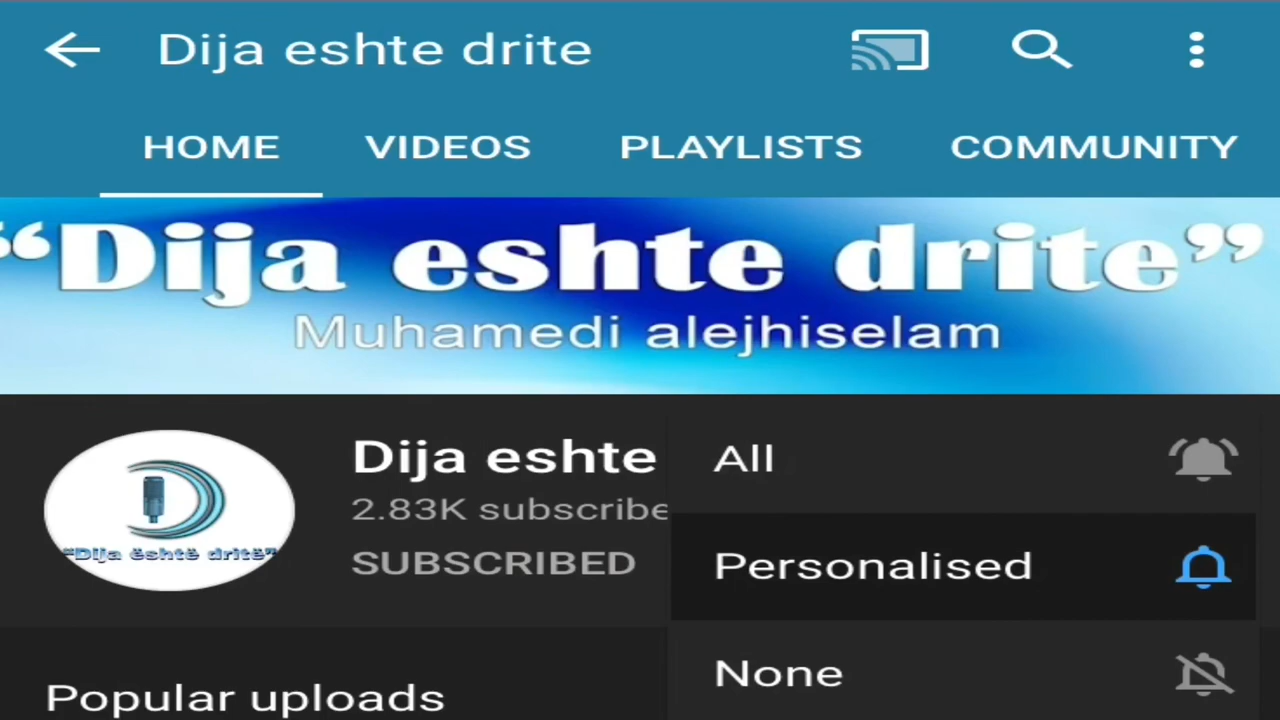 Dija eshte drite
HOME VIDEOS PLAYLISTS COMMUNITY
“Dija eshte drite”
Muhamedi alejhiselam
“Dija është dritë”
Dija eshte
2.83K subscribe
SUBSCRIBED
All
Personalised
None
Popular uploads